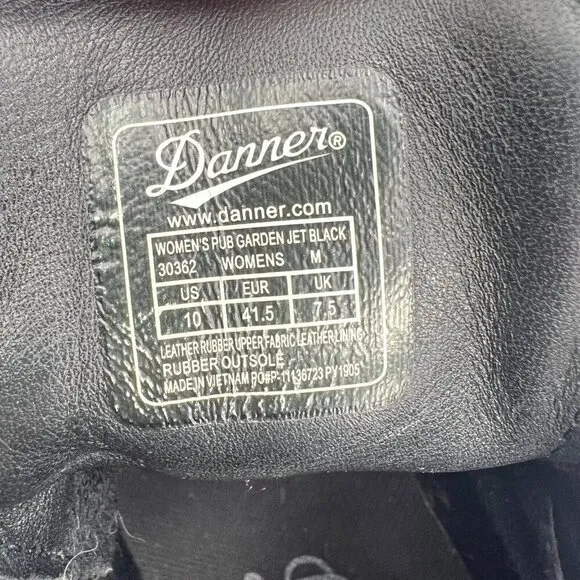 Danner®
www.danner.com
WOMEN'S PUB GARDEN JET BLACK
30362 WOMENS M
US EUR UK
10 41.5 7.5
LEATHER RUBBER UPPER FABRIC LEATHER LINING
RUBBER OUTSOLE
MADE IN VIETNAM PO#P-11136723 PY1905